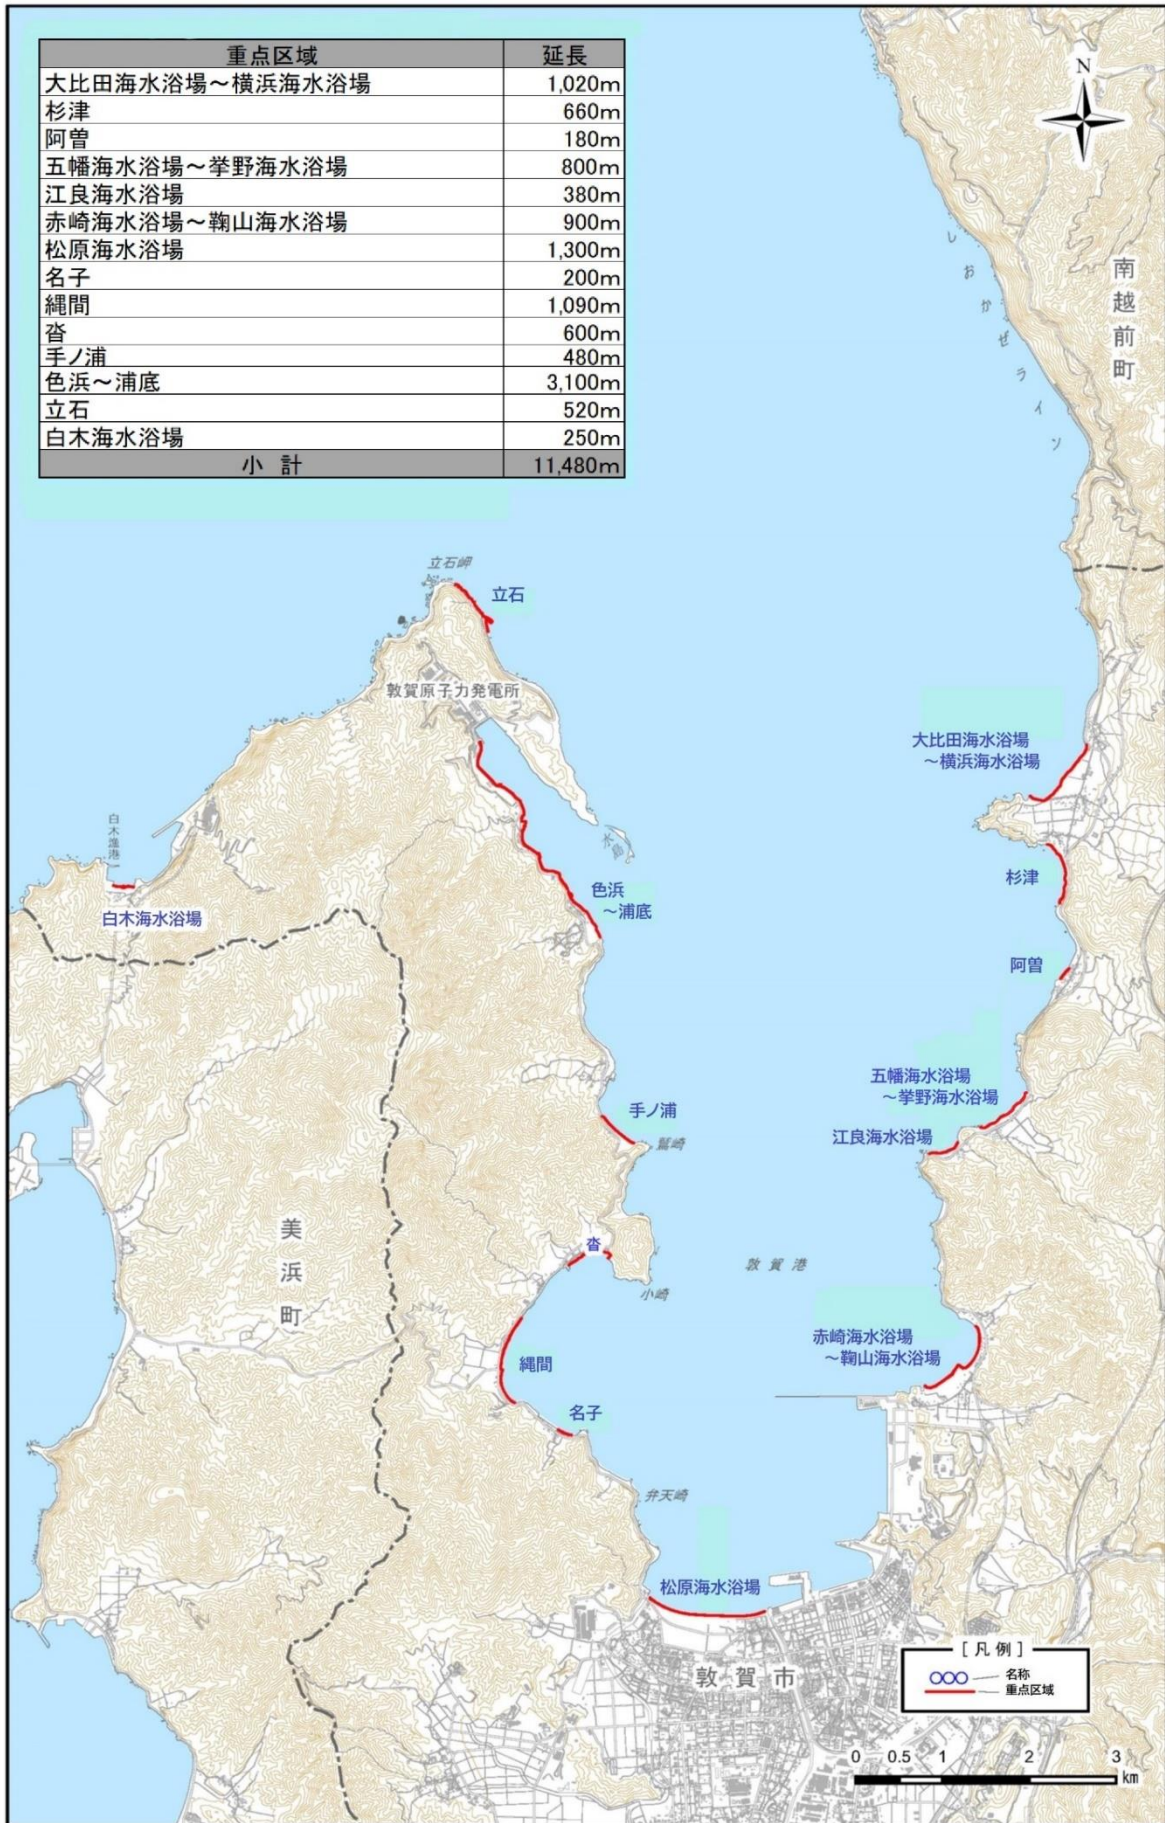 重点区域 延長
大比田海水浴場～横浜海水浴場 1,020m
杉津 660m
阿曽 180m
五幡海水浴場～挙野海水浴場 800m
江良海水浴場 380m
赤崎海水浴場～鞠山海水浴場 900m
松原海水浴場 1,300m
名子 200m
縄間 1,090m
沓 600m
手ノ浦 480m
色浜～浦底 3,100m
立石 520m
白木海水浴場 250m
小計 11,480m
N
しおかぜライン
南越前町
立石岬
立石
敦賀原子力発電所
大比田海水浴場
～横浜海水浴場
水島
白木漁港
杉津
色浜
～浦底
白木海水浴場
阿曽
五幡海水浴場
～挙野海水浴場
手ノ浦
江良海水浴場
鷲崎
美浜町
沓
敦賀港
小崎
赤崎海水浴場
～鞠山海水浴場
縄間
名子
弁天崎
松原海水浴場
敦賀市
[凡例]
名称
重点区域
0 0.5 1 2 3
km